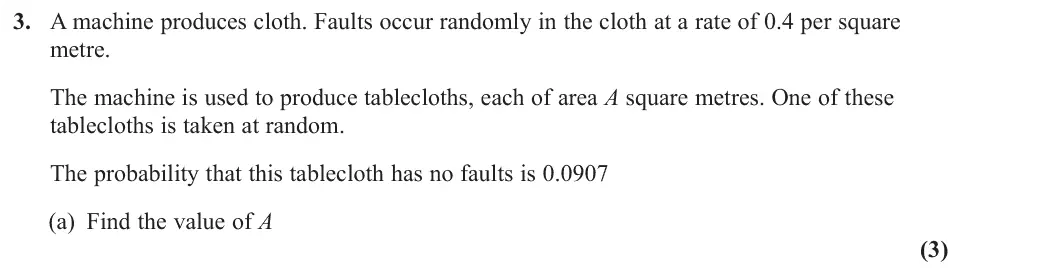 3. A machine produces cloth. Faults occur randomly in the cloth at a rate of 0.4 per square
metre.
The machine is used to produce tablecloths, each of area A square metres. One of these
tablecloths is taken at random.
The probability that this tablecloth has no faults is 0.0907
(a) Find the value of A
(3)